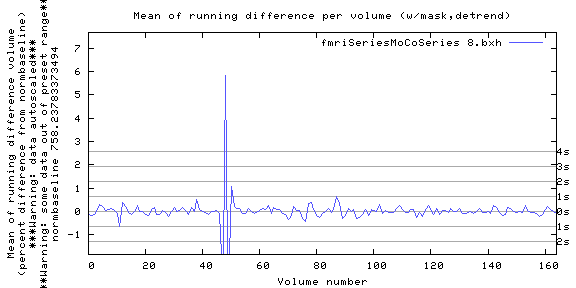 Mean of running difference per volume (w/mask,detrend)
fmriSeriesMoCoSeries 8.bxh
Mean of running difference volume
(percent difference from normbaseline)
***Warning: data autoscaled***
**Warning: some data out of preset range**
normbaseline 758.23783373494
7
6
5
4
3
2
1
0
−1
4s
3s
2s
1s
0s
1s
2s
0 20 40 60 80 100 120 140 160
Volume number